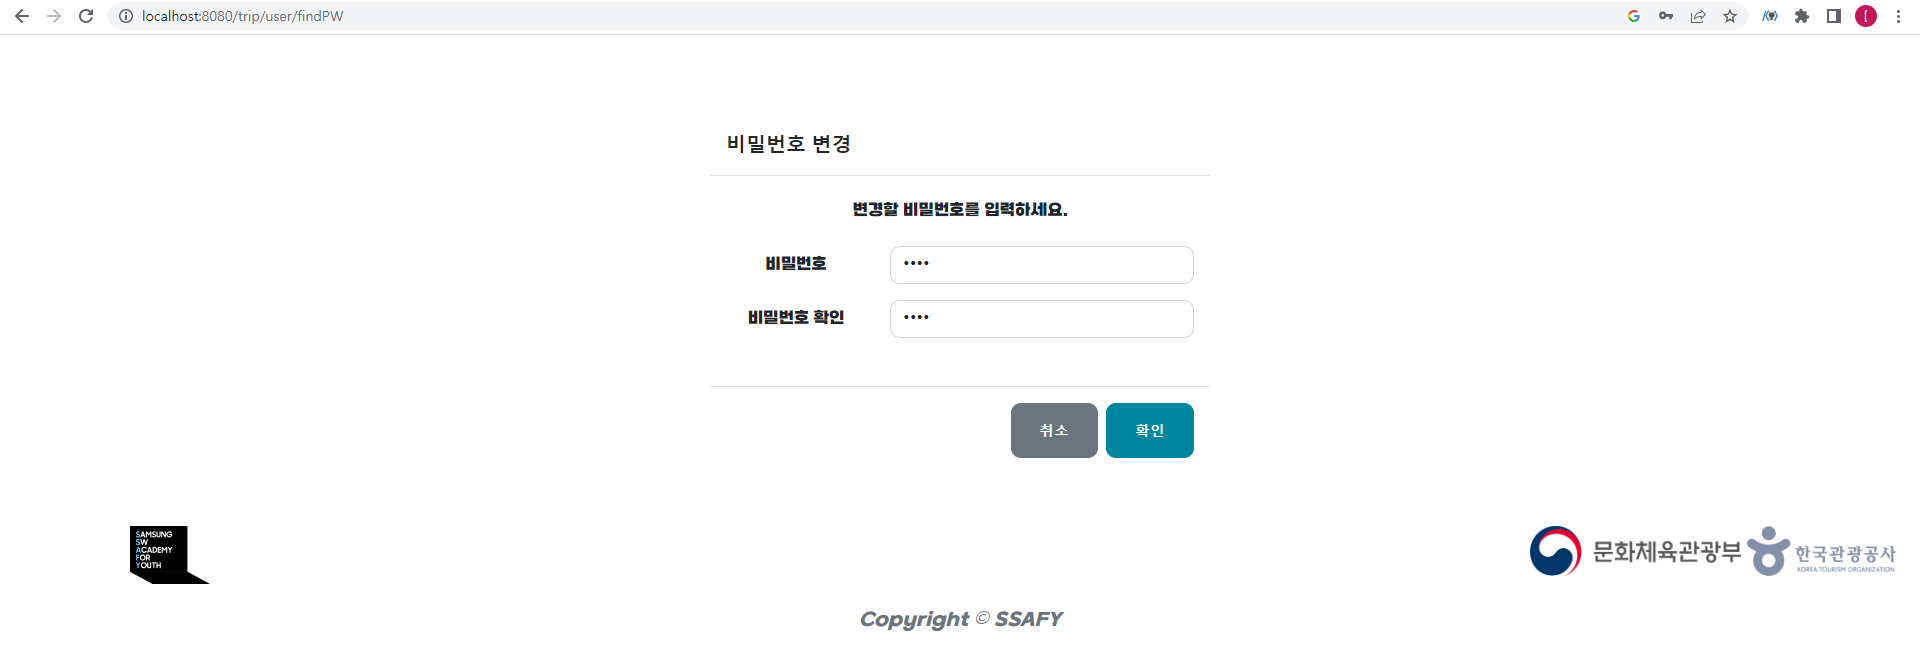 localhost:8080/trip/user/findPW
비밀번호 변경
변경할 비밀번호를 입력하세요.
비밀번호 ••••
비밀번호 확인 ••••
취소 확인
SAMSUNG
SW
ACADEMY
FOR
YOUTH
문화체육관광부
한국관광공사
KOREA TOURISM ORGANIZATION
Copyright © SSAFY